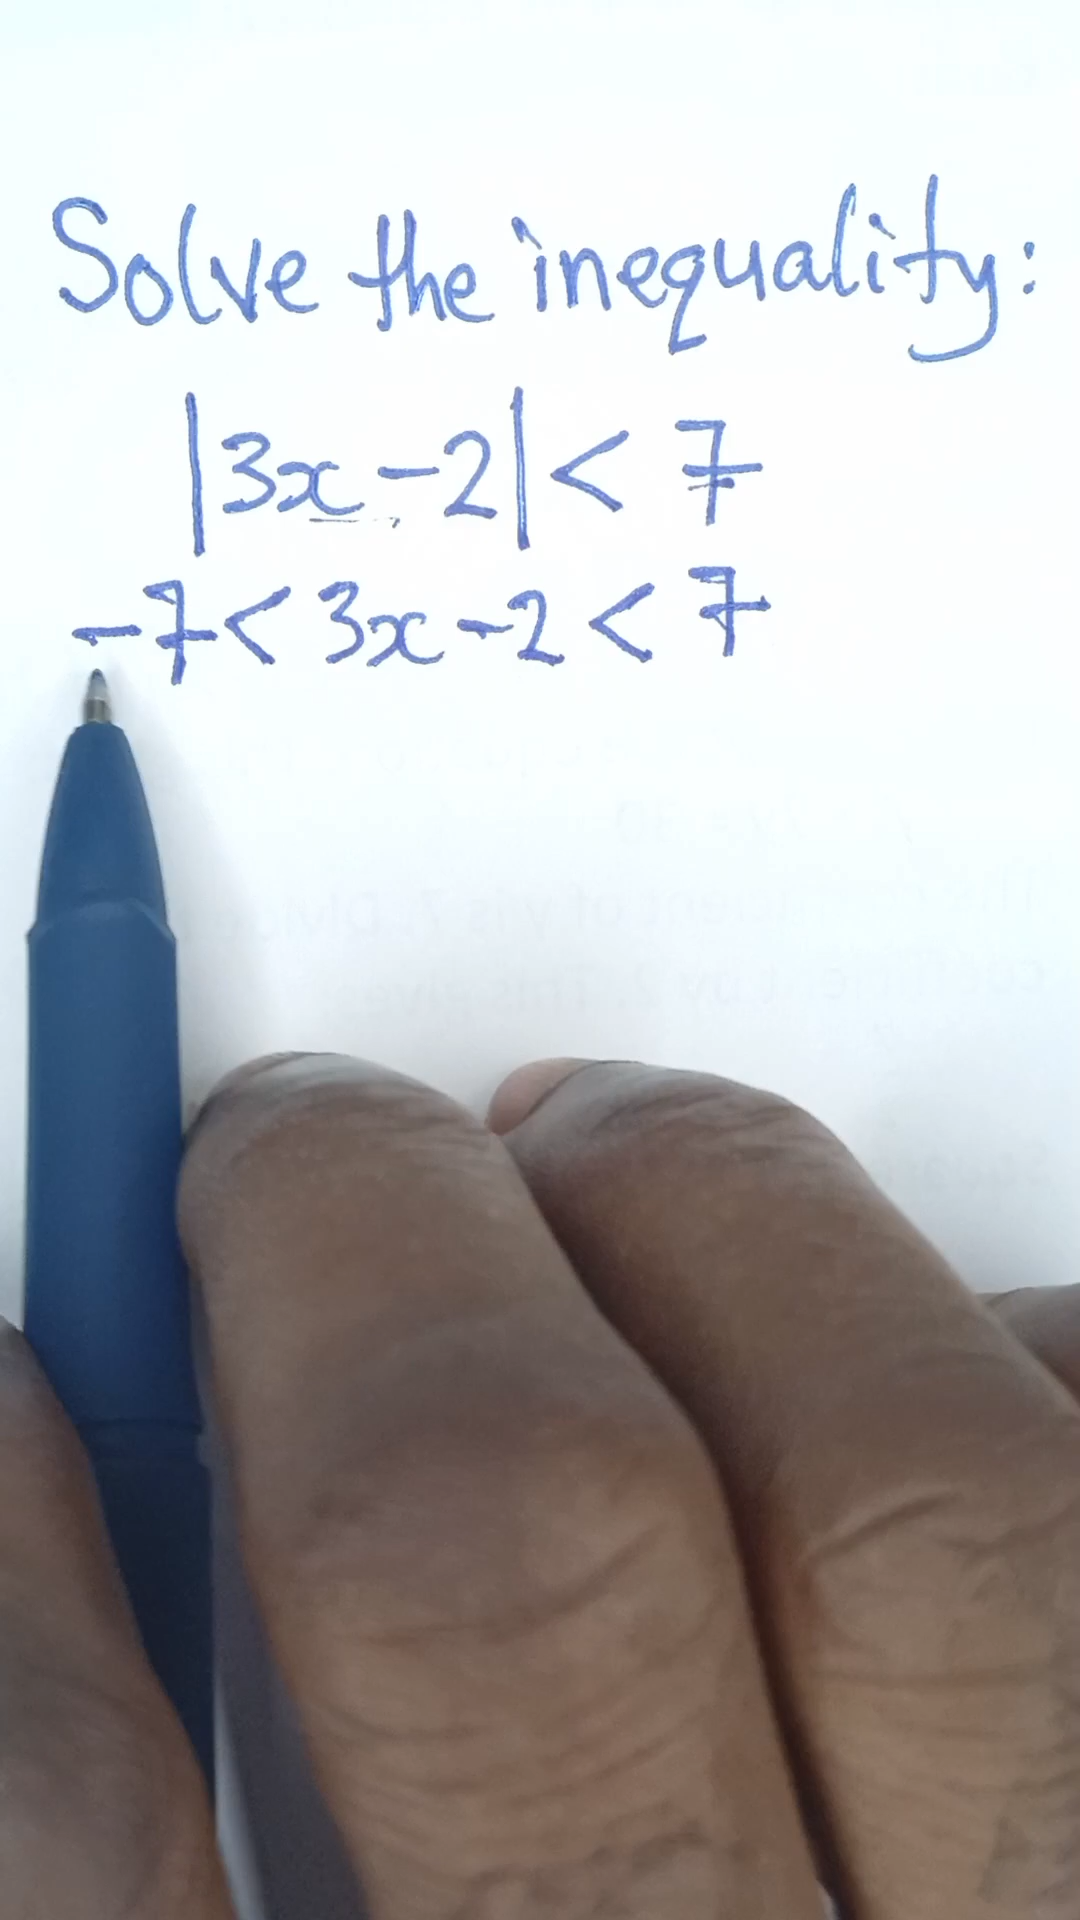 Solve the inequality:
|3x-2| < 7
-7 < 3x-2 < 7